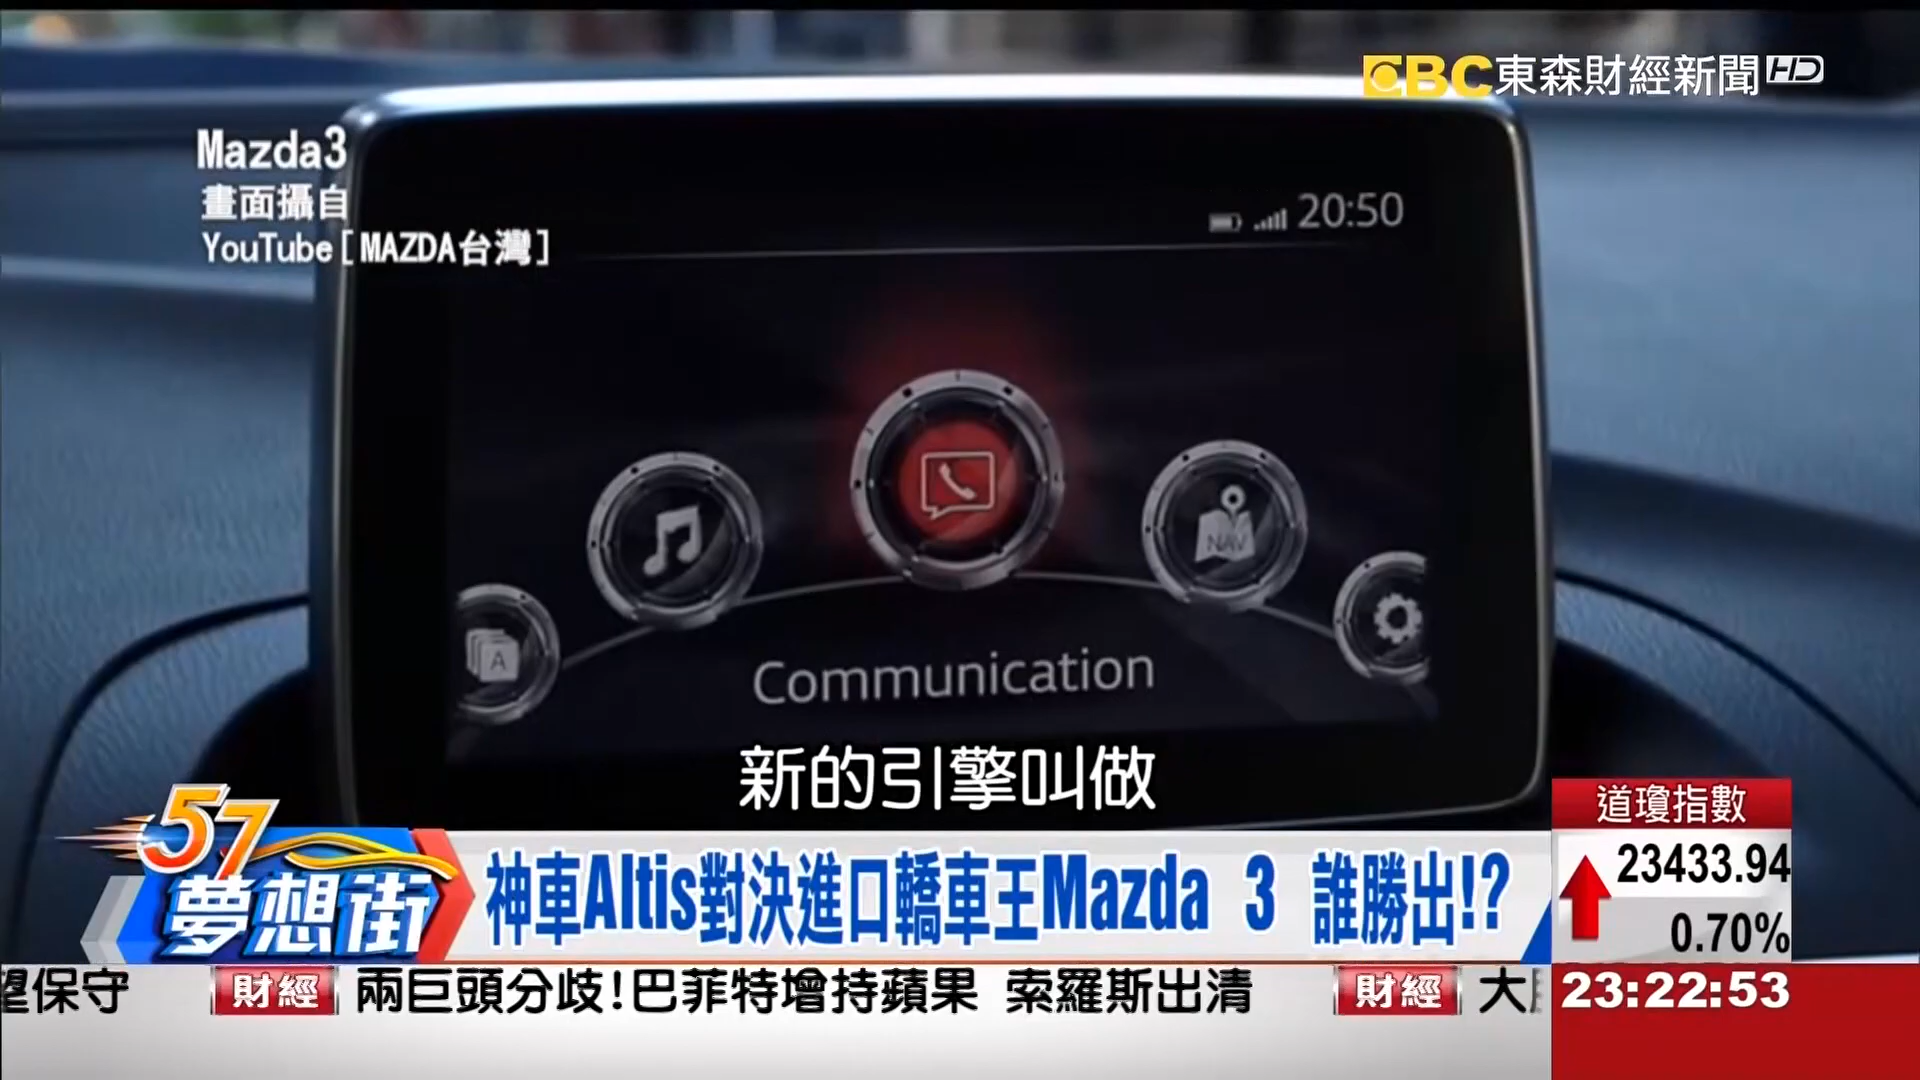 EBC東森財經新聞HD
Mazda3
畫面攝自
YouTube[MAZDA台灣]
20:50
NAV
A
Communication
新的引擎叫做
57夢想街
神車Altis對決進口轎車王Mazda 3 誰勝出!?
道瓊指數
23433.94
0.70%
望保守 財經 兩巨頭分歧!巴菲特增持蘋果 索羅斯出清 財經 大
23:22:53